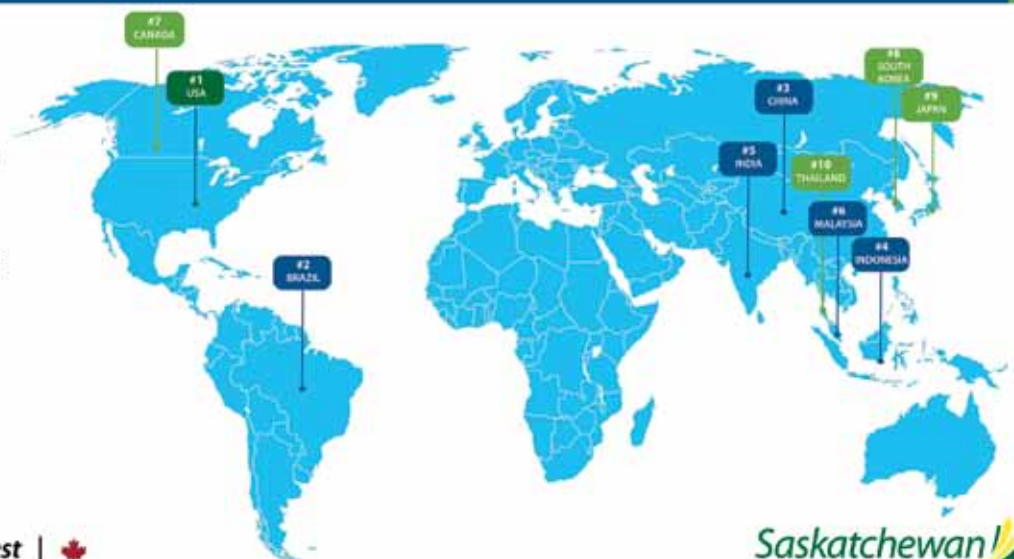 #7
CANADA
#1
USA
#2
BRAZIL
#3
CHINA
#5
INDIA
#10
THAILAND
#6
MALAYSIA
#4
INDONESIA
#8
SOUTH
KOREA
#9
JAPAN
st |
Saskatchewan